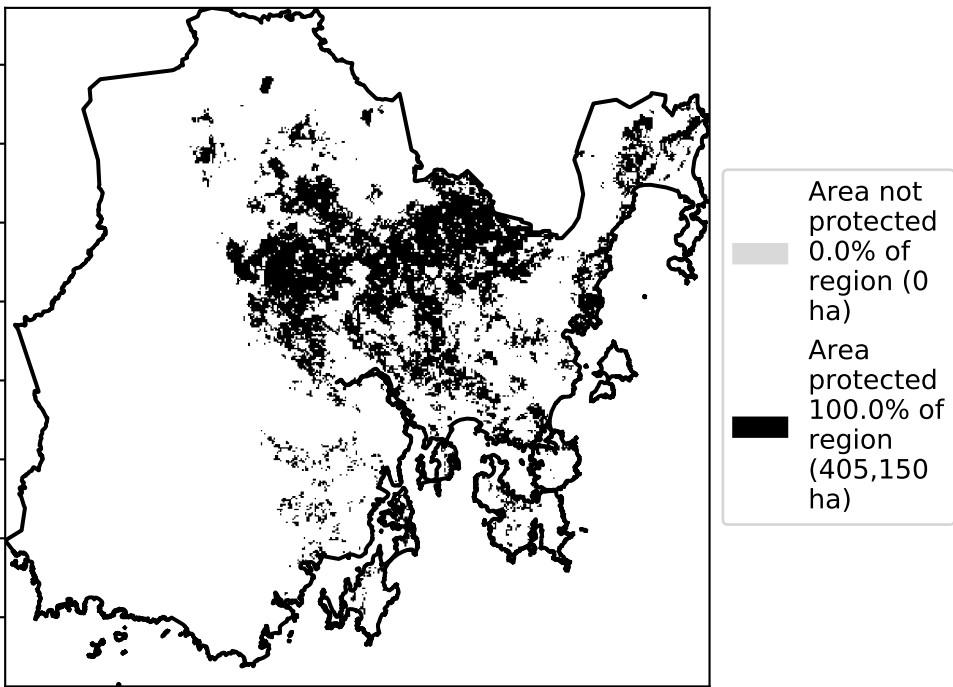 Area not
protected
0.0% of
region (0
ha)
Area
protected
100.0% of
region
(405,150
ha)